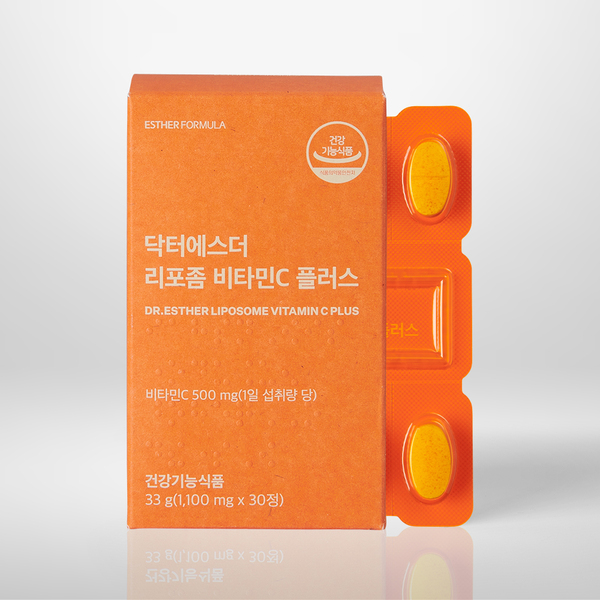 ESTHER FORMULA
건강
기능식품
식품의약품안전처
닥터에스더
리포좀 비타민C 플러스
DR.ESTHER LIPOSOME VITAMIN C PLUS
비타민C 500 mg(1일 섭취량 당)
건강기능식품
33 g(1,100 mg x 30정)
플러스